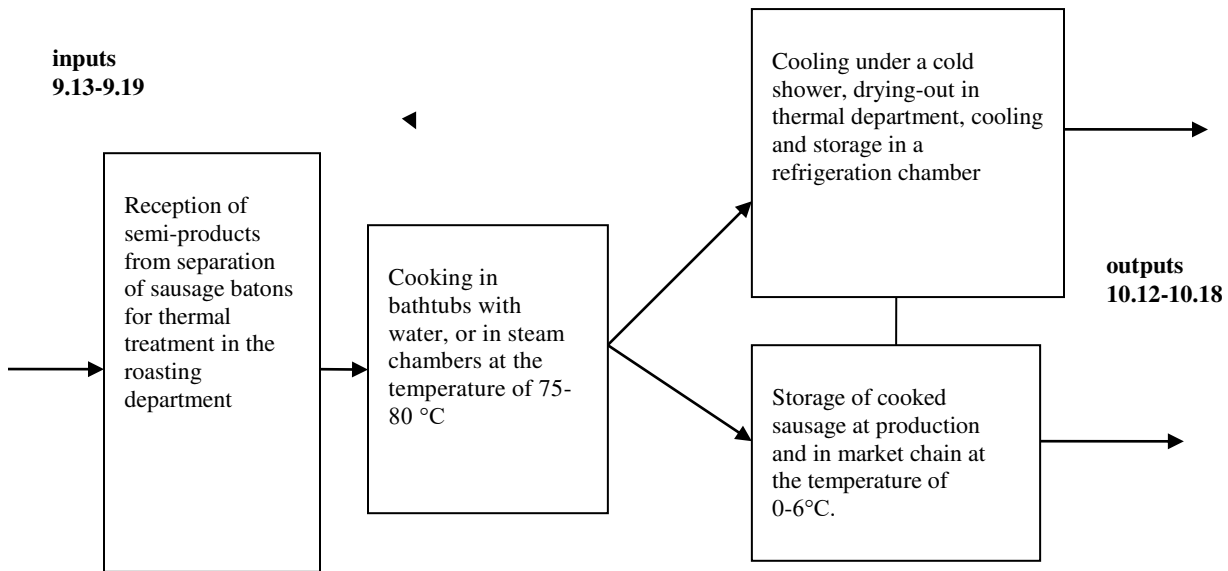 inputs
9.13-9.19
Reception of
semi-products
from separation
of sausage batons
for thermal
treatment in the
roasting
department
Cooking in
bathtubs with
water, or in steam
chambers at the
temperature of 75-
80 °C
Cooling under a cold
shower, drying-out in
thermal department, cooling
and storage in a
refrigeration chamber
Storage of cooked
sausage at production
and in market chain at
the temperature of
0-6°C.
outputs
10.12-10.18